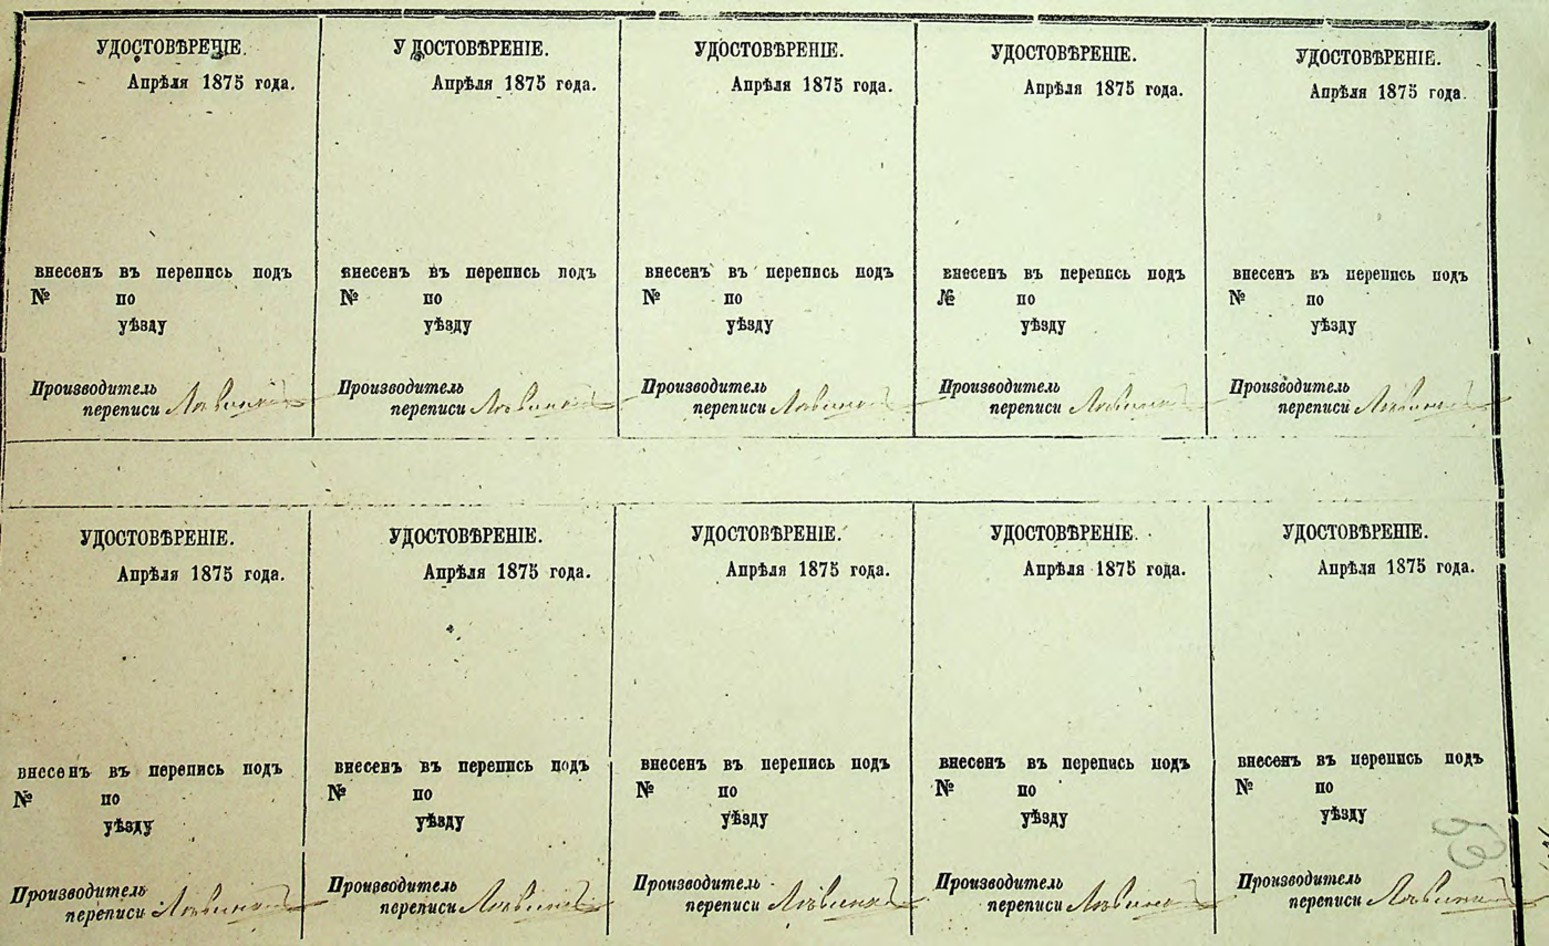 УДОСТОВѢРЕНІЕ.
Апрѣля 1875 года.
внесенъ въ перепись подъ
№ по
уѣзду
Производитель
переписи
У ДОСТОВѢРЕНІЕ.
Апрѣля 1875 года.
внесенъ въ перепись подъ
№ по
уѣзду
Производитель
переписи
УДОСТОВѢРЕНІЕ.
Апрѣля 1875 года.
внесенъ въ перепись подъ
№ по
уѣзду
Производитель
переписи
УДОСТОВѢРЕНІЕ.
Апрѣля 1875 года.
внесенъ въ перепись подъ
№ по
уѣзду
Производитель
переписи
УДОСТОВѢРЕНІЕ.
Апрѣля 1875 года.
внесенъ въ перепись подъ
№ по
уѣзду
Производитель
переписи
УДОСТОВѢРЕНІЕ.
Апрѣля 1875 года.
внесенъ въ перепись подъ
№ по
уѣзду
Производитель
переписи
УДОСТОВѢРЕНІЕ.
Апрѣля 1875 года.
внесенъ въ перепись подъ
№ по
уѣзду
Производитель
переписи
УДОСТОВѢРЕНІЕ.
Апрѣля 1875 года.
внесенъ въ перепись подъ
№ по
уѣзду
Производитель
переписи
УДОСТОВѢРЕНІЕ.
Апрѣля 1875 года.
внесенъ въ перепись подъ
№ по
уѣзду
Производитель
переписи
УДОСТОВѢРЕНІЕ.
Апрѣля 1875 года.
внесенъ въ перепись подъ
№ по
уѣзду
Производитель
переписи